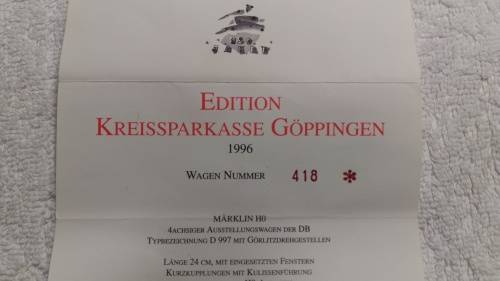 EDITION
KREISSPARKASSE GÖPPINGEN
1996
WAGEN NUMMER 418 *
MÄRKLIN H0
4ACHSIGER AUSSTELLUNGSWAGEN DER DB
TYPBEZEICHNUNG D 997 MIT GÖRLITZDREHGESTELLEN
LÄNGE 24 CM, MIT EINGESETZTEN FENSTERN
KURZKUPPLUNGEN MIT KULISSENFÜHRUNG